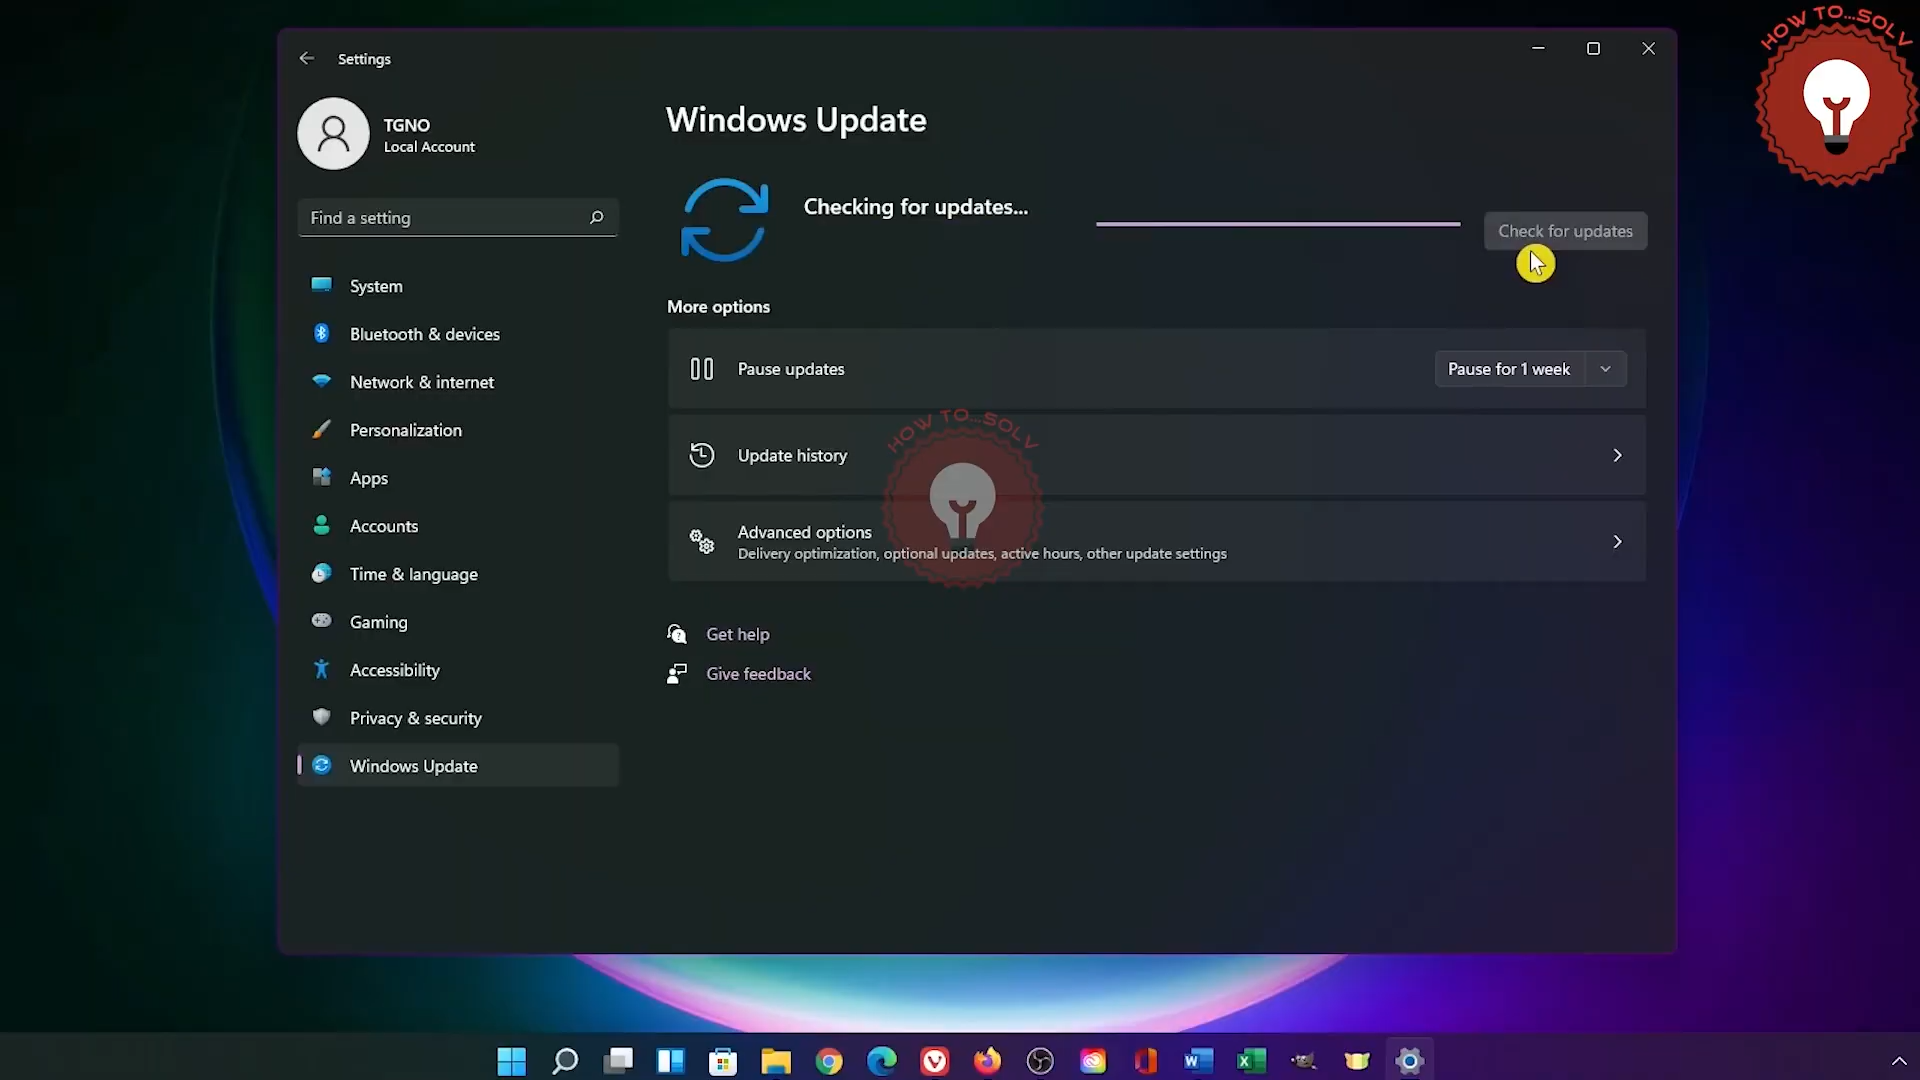 HOW TO...SOLV
Settings
TGNO
Local Account
Find a setting
System
Bluetooth & devices
Network & internet
Personalization
Apps
Accounts
Time & language
Gaming
Accessibility
Privacy & security
Windows Update
Windows Update
Checking for updates...
Check for updates
More options
Pause updates
Pause for 1 week
HOW TO...SOLV
Update history
Advanced options
Delivery optimization, optional updates, active hours, other update settings
Get help
Give feedback